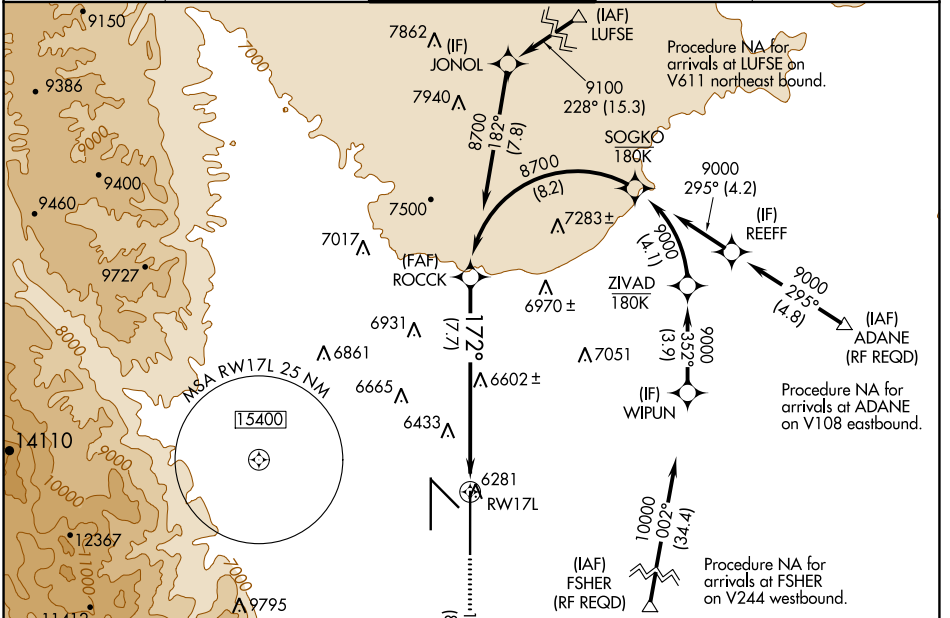 9150
7000
7862
(IAF)
LUFSE
(IF)
JONOL
Procedure NA for
arrivals at LUFSE on
V611 northeast bound.
9386
9100
228° (15.3)
7940
9000
8700
182°
(7.8)
SOGKO
180K
9400
8700
(8.2)
9000
295° (4.2)
9460
7500
7283 ±
(IF)
REEFF
7017
9727
(FAF)
ROCCK
9000
(4.1)
ZIVAD
180K
9000
295°
(4.8)
6970 ±
(IAF)
ADANE
(RF REQD)
8000
6931
172°
(7.7)
9000
352°
(3.9)
6861
7051
7000
MSA RW17L 25 NM
6665
6602 ±
(IF)
WIPUN
Procedure NA for
arrivals at ADANE
on V108 eastbound.
15400
6433
14110
9000
10000
6281
RW17L
10000
002°
(34.4)
12367
11000
7000
(IAF)
FSHER
(RF REQD)
Procedure NA for
arrivals at FSHER
on V244 westbound.
9795